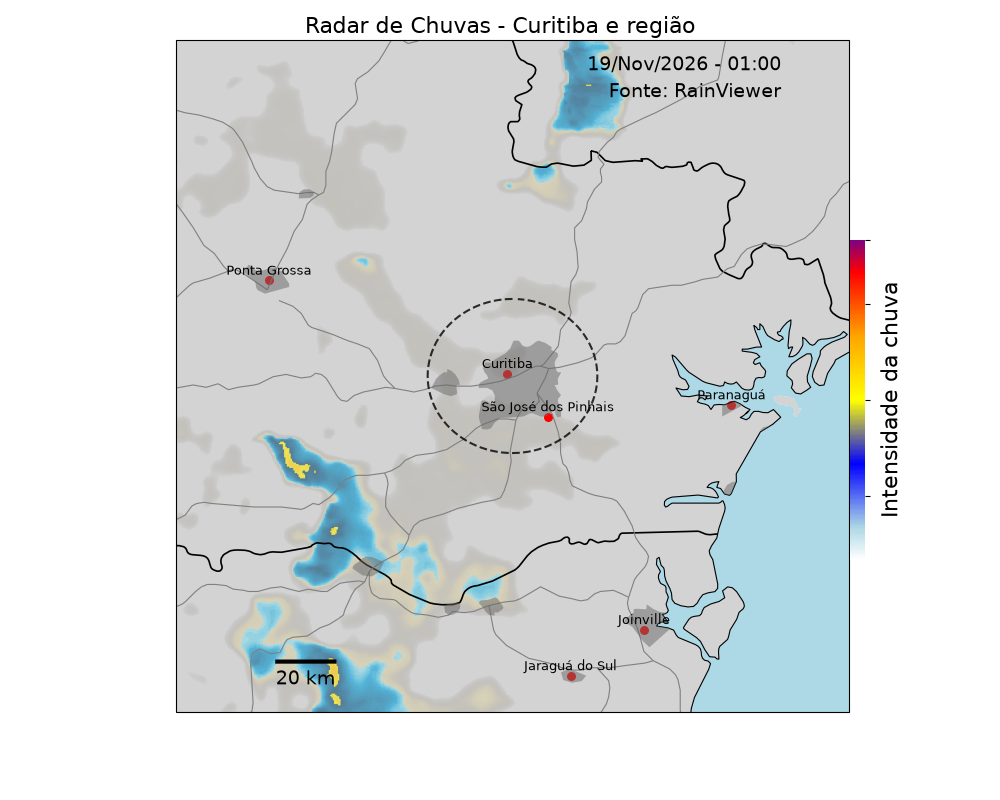 Radar de Chuvas - Curitiba e região
19/Nov/2026 - 01:00
Fonte: RainViewer
Ponta Grossa
Curitiba
São José dos Pinhais
Paranaguá
Intensidade da chuva
Joinville
Jaraguá do Sul
20 km